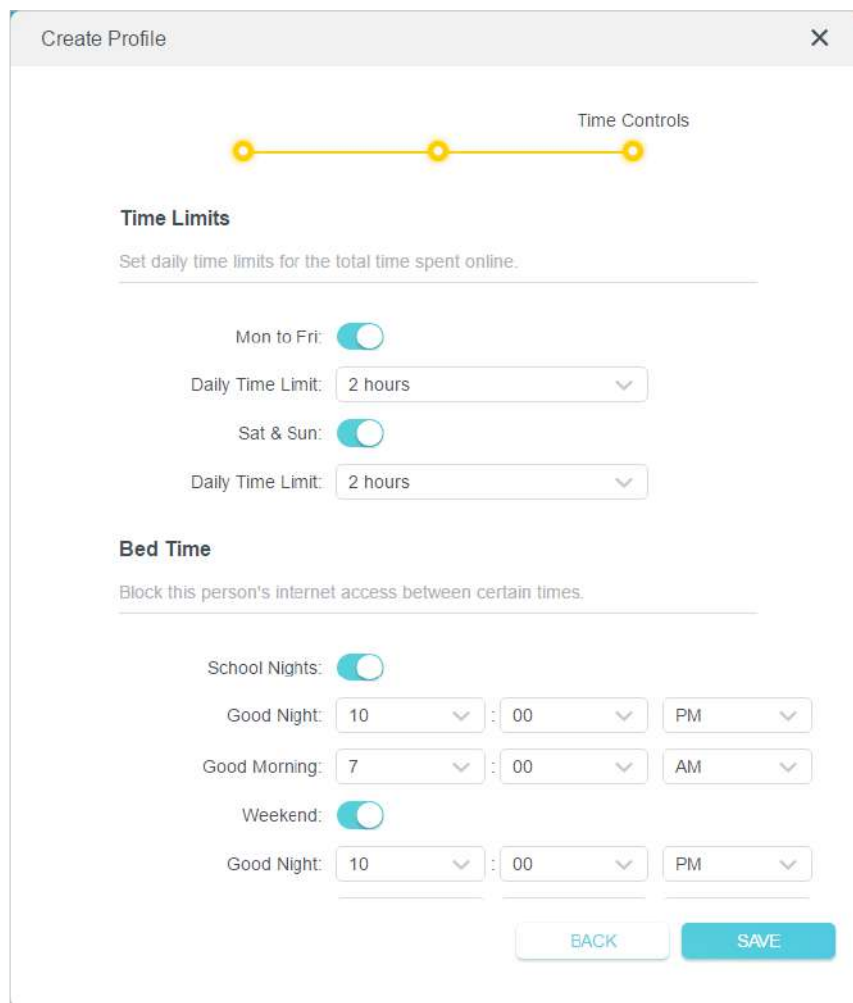 Create Profile
Time Controls
Time Limits
Set daily time limits for the total time spent online.
Mon to Fri:
Daily Time Limit: 2 hours
Sat & Sun:
Daily Time Limit: 2 hours
Bed Time
Block this person's internet access between certain times.
School Nights:
Good Night: 10 : 00 PM
Good Morning: 7 : 00 AM
Weekend:
Good Night: 10 : 00 PM
BACK SAVE